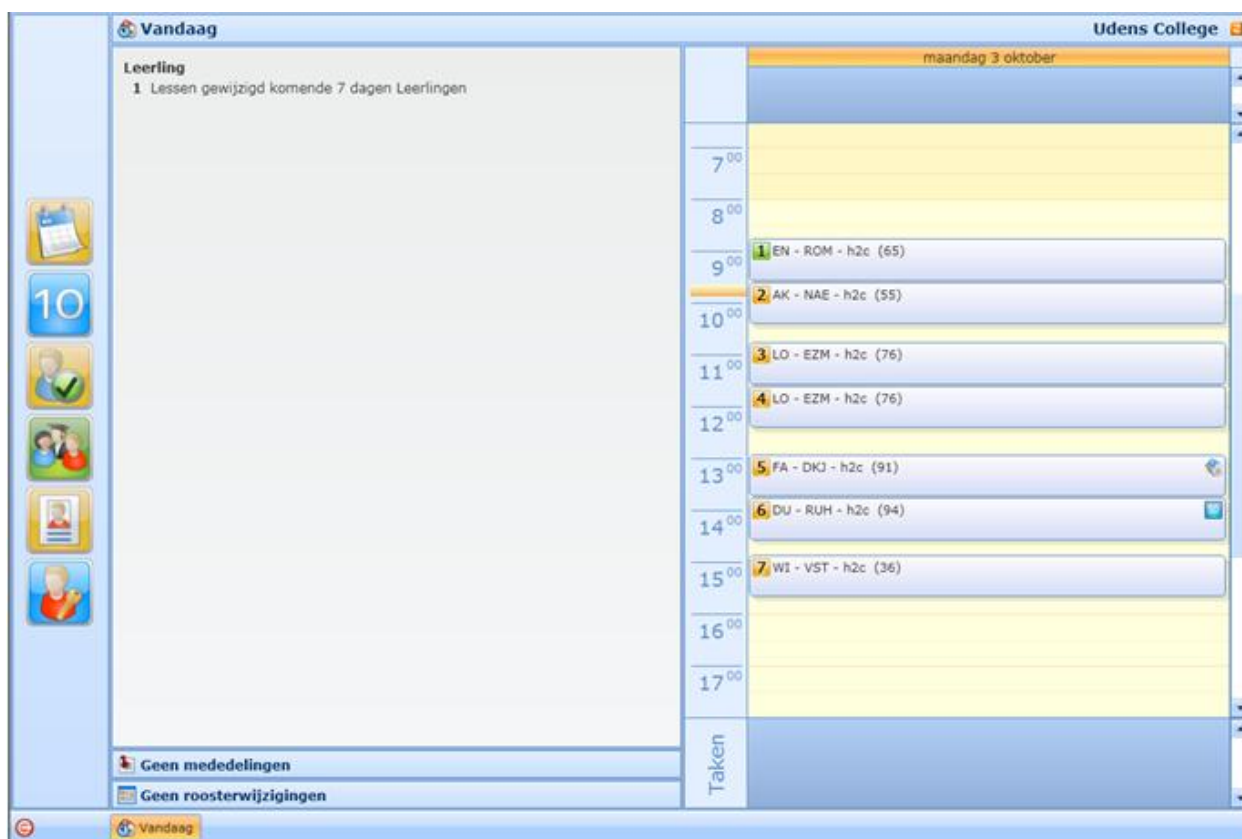 Vandaag
Udens College
Leerling
1 Lessen gewijzigd komende 7 dagen Leerlingen
10
Geen mededelingen
Geen roosterwijzigingen
maandag 3 oktober
7 00
8 00
9 00
10 00
11 00
12 00
13 00
14 00
15 00
16 00
17 00
1 EN - ROM - h2c (65)
2 AK - NAE - h2c (55)
3 LO - EZM - h2c (76)
4 LO - EZM - h2c (76)
5 FA - DKJ - h2c (91)
6 DU - RUH - h2c (94)
7 WI - VST - h2c (36)
Taken
Vandaag